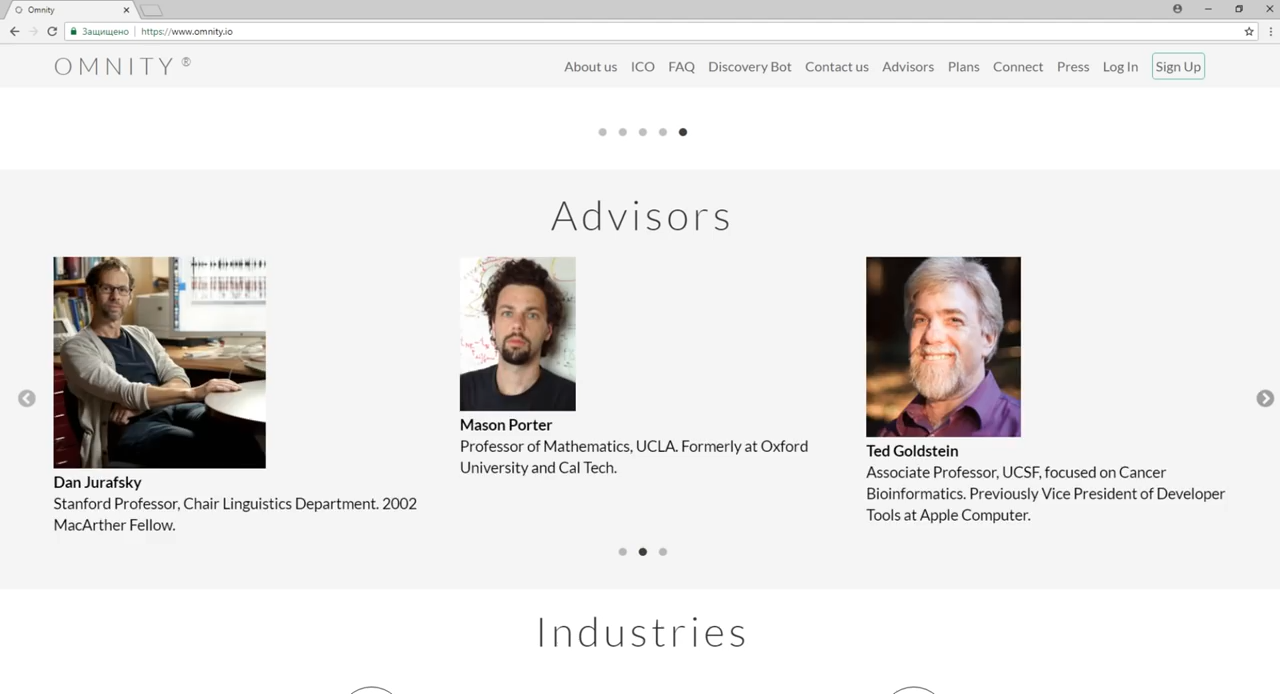 Omnity
Защищено https://www.omnity.io
OMNITY ® About us ICO FAQ Discovery Bot Contact us Advisors Plans Connect Press Log In Sign Up
Advisors
Dan Jurafsky
Stanford Professor, Chair Linguistics Department. 2002
MacArther Fellow.
Mason Porter
Professor of Mathematics, UCLA. Formerly at Oxford
University and Cal Tech.
Ted Goldstein
Associate Professor, UCSF, focused on Cancer
Bioinformatics. Previously Vice President of Developer
Tools at Apple Computer.
Industries